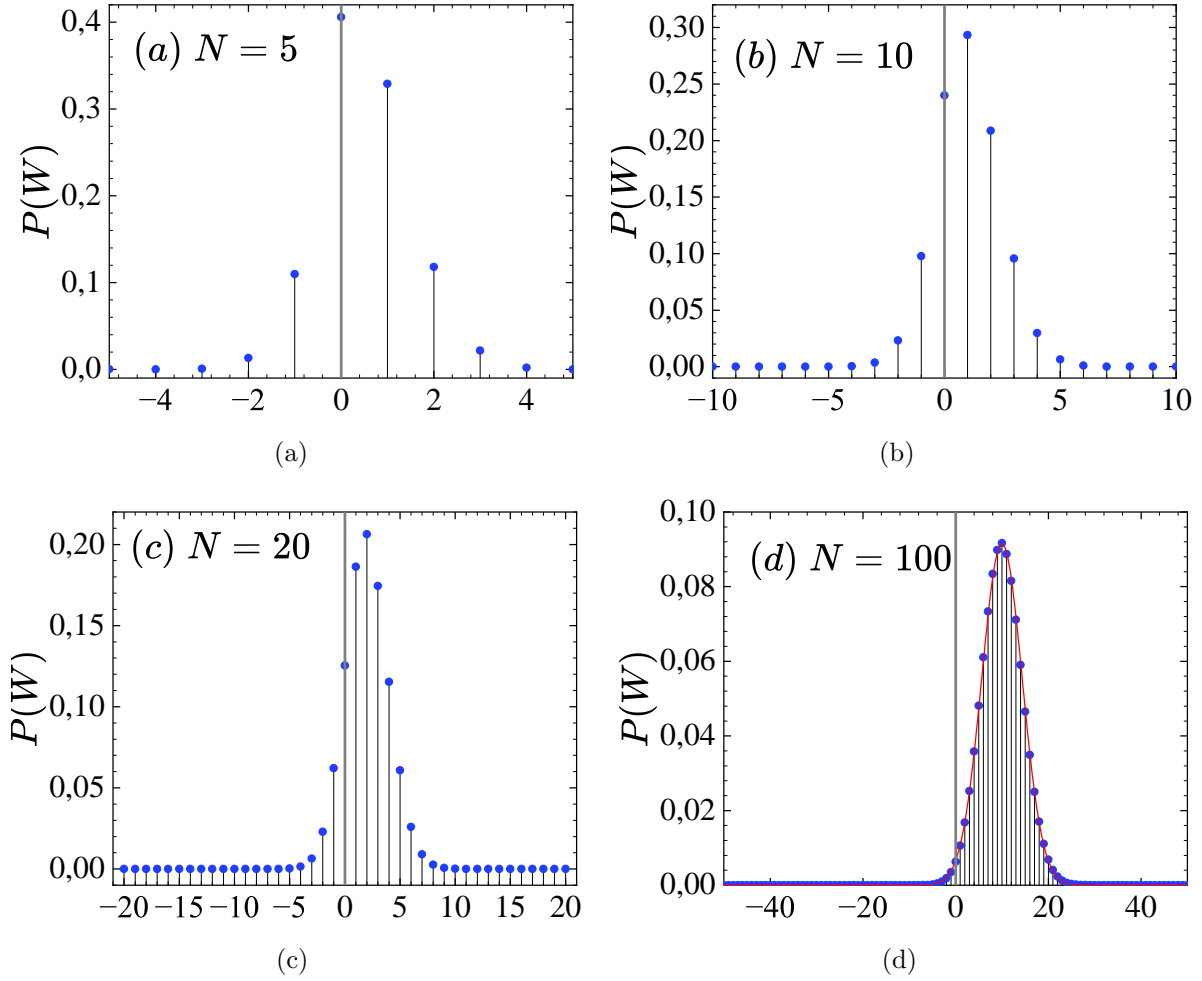 (a) N = 5
P(W)
0,4
0,3
0,2
0,1
0,0
−4 −2 0 2 4
(a)
(b) N = 10
P(W)
0,30
0,25
0,20
0,15
0,10
0,05
0,00
−10 −5 0 5 10
(b)
(c) N = 20
P(W)
0,20
0,15
0,10
0,05
0,00
−20 −15 −10 −5 0 5 10 15 20
(c)
(d) N = 100
P(W)
0,10
0,08
0,06
0,04
0,02
0,00
−40 −20 0 20 40
(d)